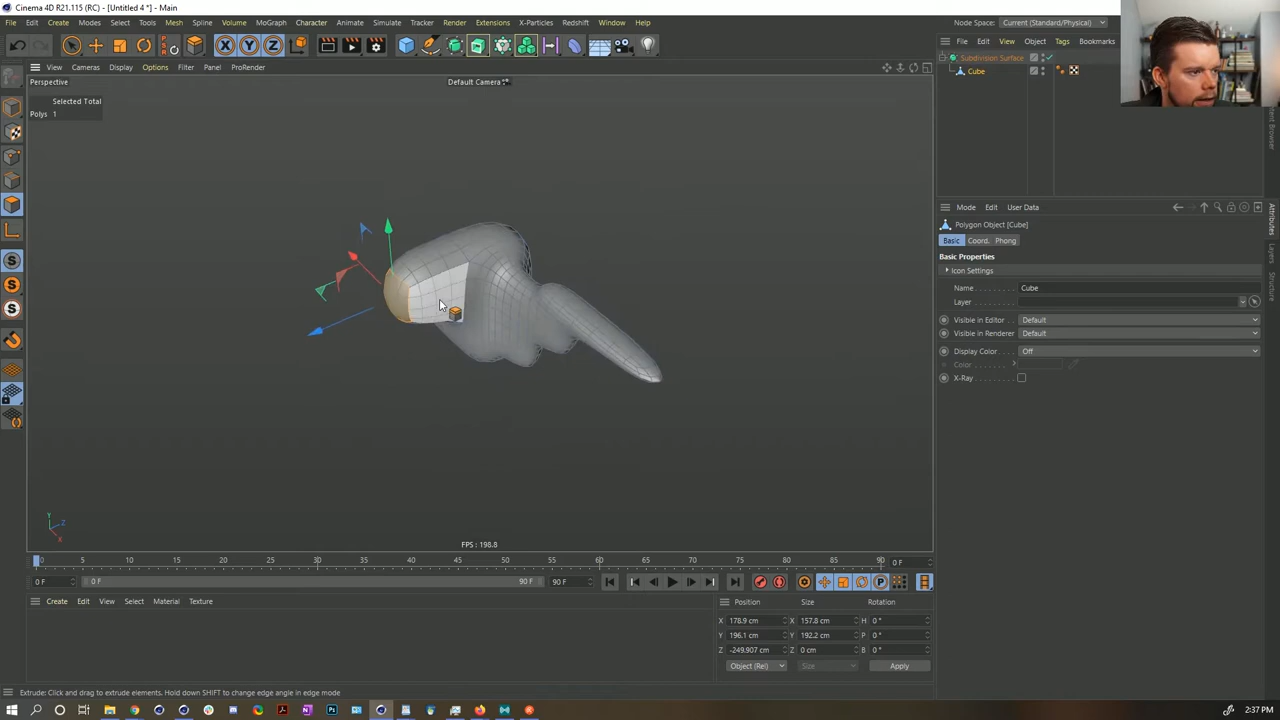 Cinema 4D R21.115 (RC) - [Untitled 4 *] - Main
File Edit Create Modes Select Tools Mesh Spline Volume MoGraph Character Animate Simulate Tracker Render Extensions X-Particles Redshift Window Help
Node Space: Current (Standard/Physical)
X Y Z
View Cameras Display Options Filter Panel ProRender
File Edit View Object Tags Bookmarks
Subdivision Surface
Cube
Perspective
Default Camera
Selected Total
Polys 1
Content Browser
Mode Edit User Data
Polygon Object [Cube]
Basic Coord. Phong
Basic Properties
Icon Settings
Name Cube
Layer
Visible in Editor Default
Visible in Renderer Default
Display Color Off
Color
X-Ray
Attributes
Layers
Structure
Y
Z
X
FPS : 198.8
0 5 10 15 20 25 30 35 40 45 50 55 60 65 70 75 80 85 90 0 F
0 F 0 F 90 F 90 F
P
Create Edit View Select Material Texture
Position Size Rotation
X 178.9 cm X 157.8 cm H 0 °
Y 196.1 cm Y 192.2 cm P 0 °
Z -249.907 cm Z 0 cm B 0 °
Object (Rel) Size Apply
Extrude: Click and drag to extrude elements. Hold down SHIFT to change edge angle in edge mode
2:37 PM